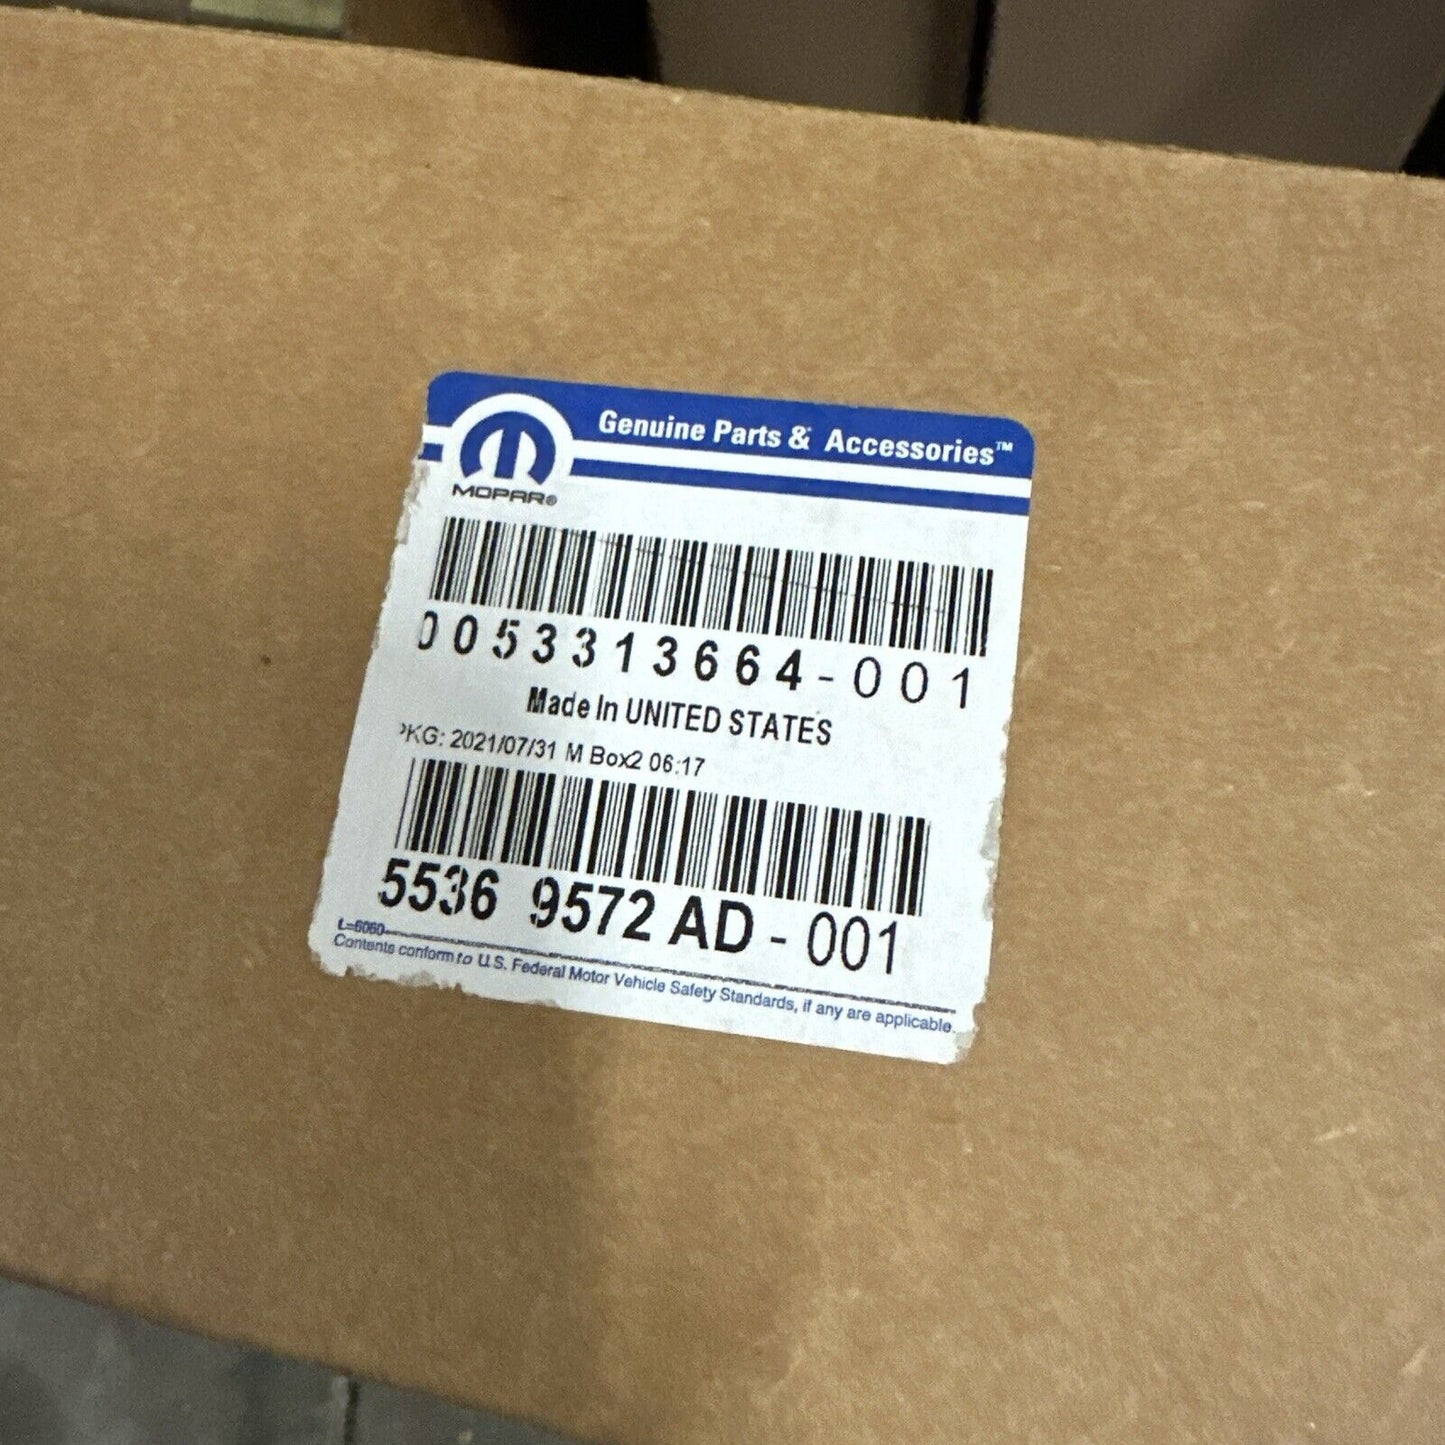 Genuine Parts & Accessories™
MOPAR®
0053313664-001
Made In UNITED STATES
PKG: 2021/07/31 M Box2 06:17
5536 9572 AD - 001
L=6060
Contents conform to U.S. Federal Motor Vehicle Safety Standards, if any are applicable.